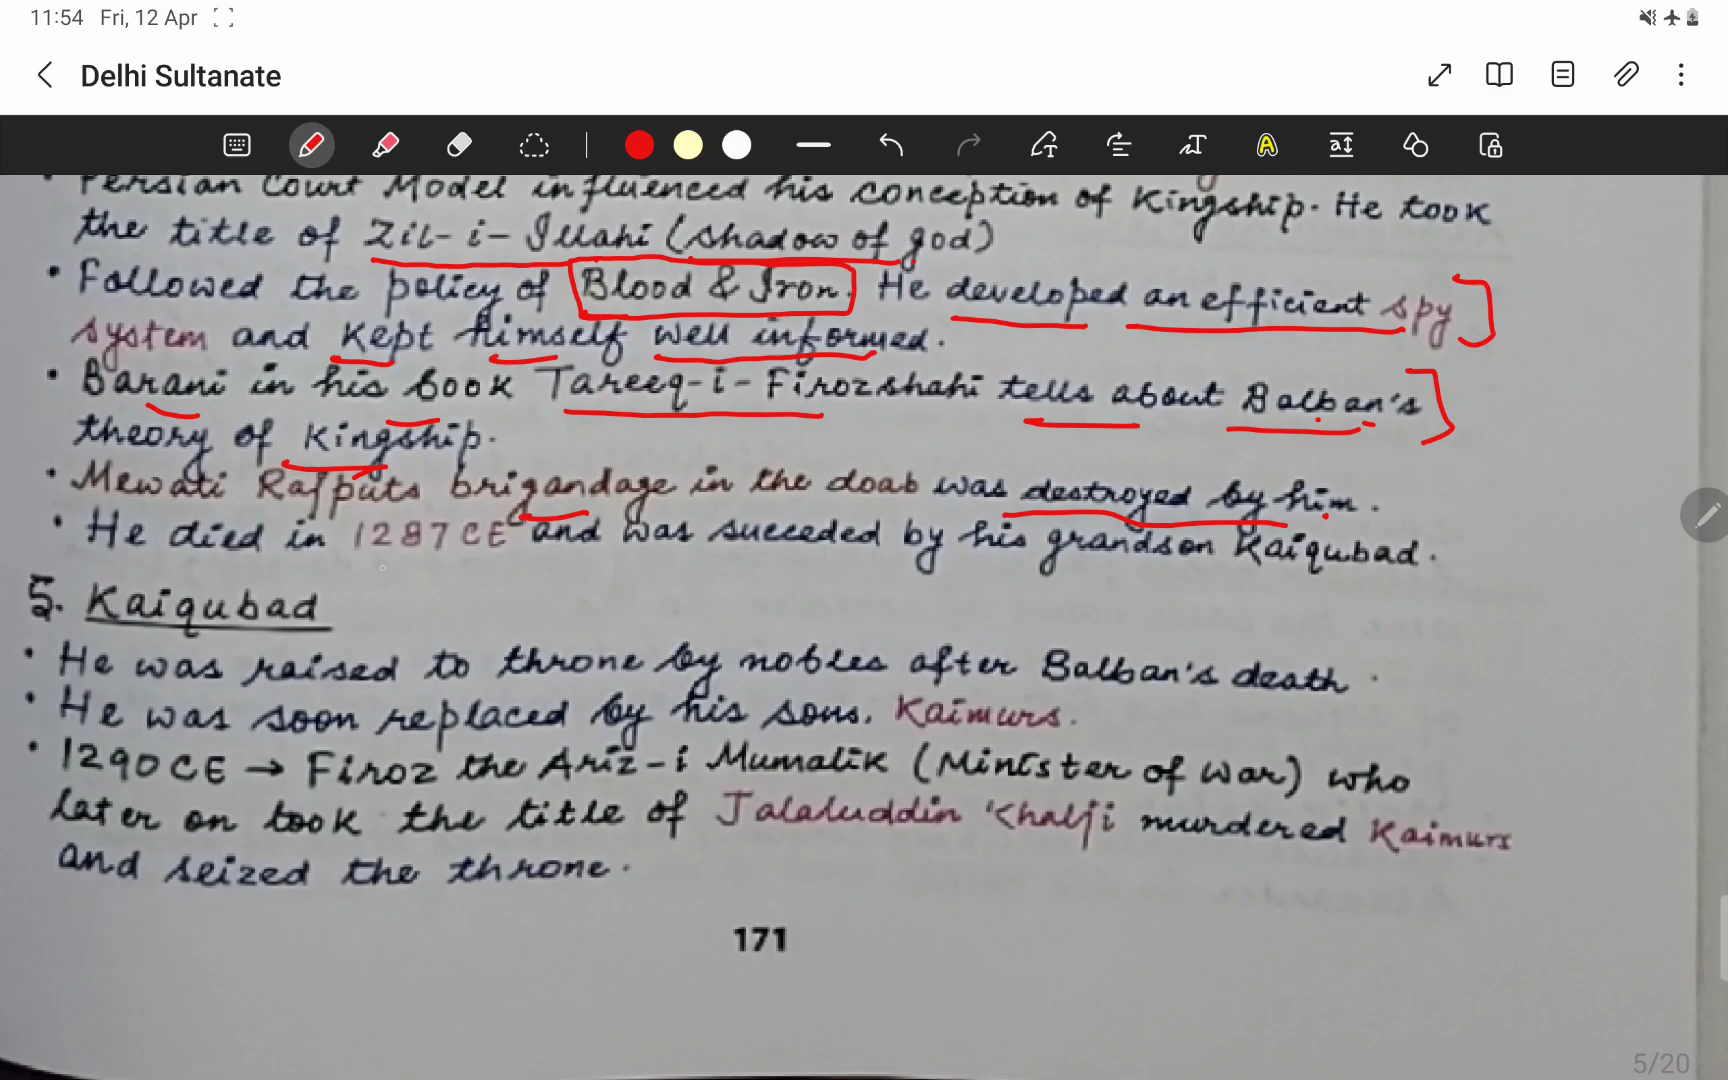 11:54 Fri, 12 Apr
Delhi Sultanate
• Persian Court Model influenced his conception of Kingship. He took
the title of Zil-i-Illahi (shadow of god)
• Followed the policy of Blood & Iron. He developed an efficient spy
system and kept himself well informed.
• Barani in his book Tareeq-i-Firozshahi tells about Balban's
theory of Kingship.
• Mewati Rajputs brigandage in the doab was destroyed by him.
• He died in 1287 CE and was succeded by his grandson Kaiqubad.
5. Kaiqubad
• He was raised to throne by nobles after Balban's death.
• He was soon replaced by his sons. Kaimurs.
• 1290 CE → Firoz the Ariz-i Mumalik (Minister of war) who
later on took the title of Jalaluddin Khalji murdered Kaimurs
and seized the throne.
171
5/20